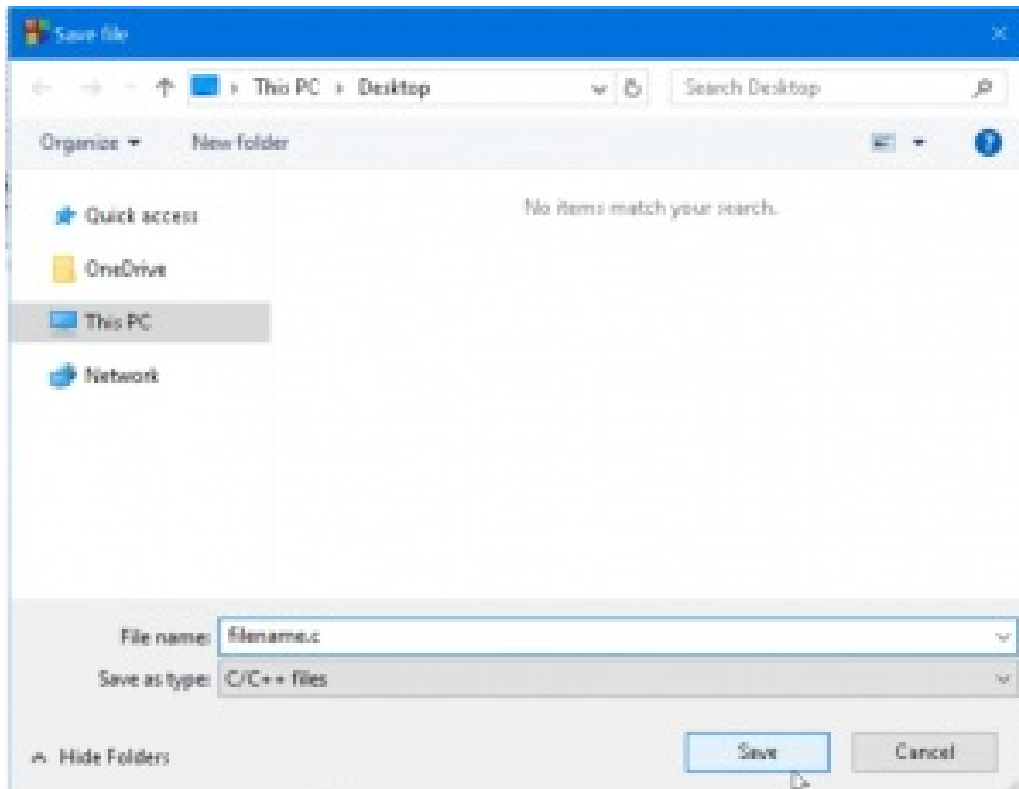 Save file
This PC Desktop
Search Desktop
Organize
New folder
Quick access
No items match your search.
OneDrive
This PC
Network
File name: filename.c
Save as type: C/C++ files
Hide Folders
Save
Cancel